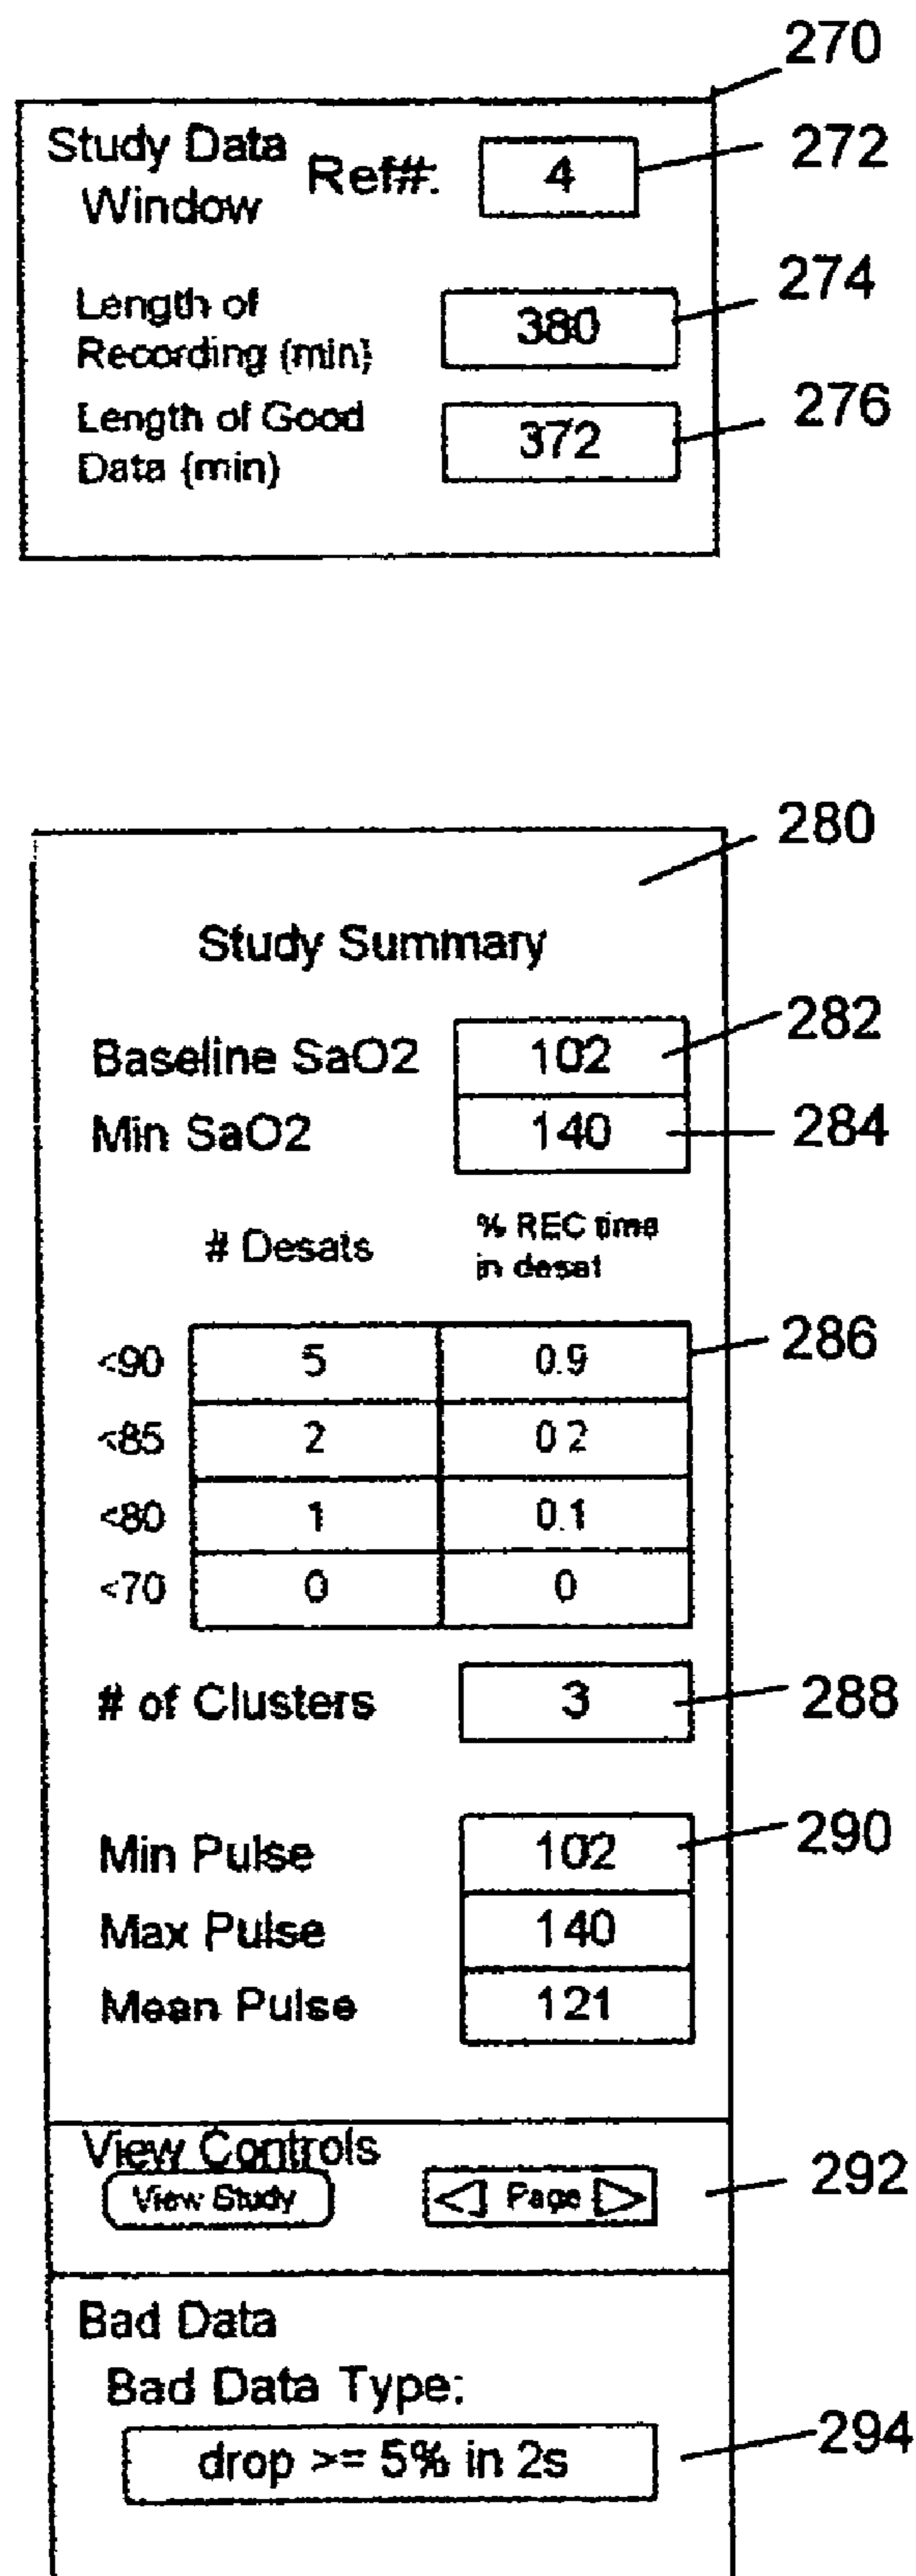 270
Study Data
Window
Ref#:
4
272
Length of
Recording (min)
380
274
Length of Good
Data (min)
372
276
280
Study Summary
Baseline SaO2
102
282
Min SaO2
140
284
# Desats
% REC time
in desat
<90 5 0.9
286
<85 2 0 2
<80 1 0.1
<70 0 0
# of Clusters
3
288
Min Pulse
102
290
Max Pulse
140
Mean Pulse
121
View Controls
View Study
Page
292
Bad Data
Bad Data Type:
drop >= 5% in 2s
294